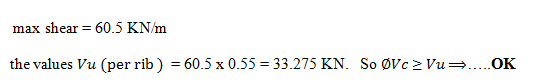 max shear = 60.5 KN/m
the values Vu (per rib ) = 60.5 x 0.55 = 33.275 KN. So ØVc ≥ Vu ⟹.….OK